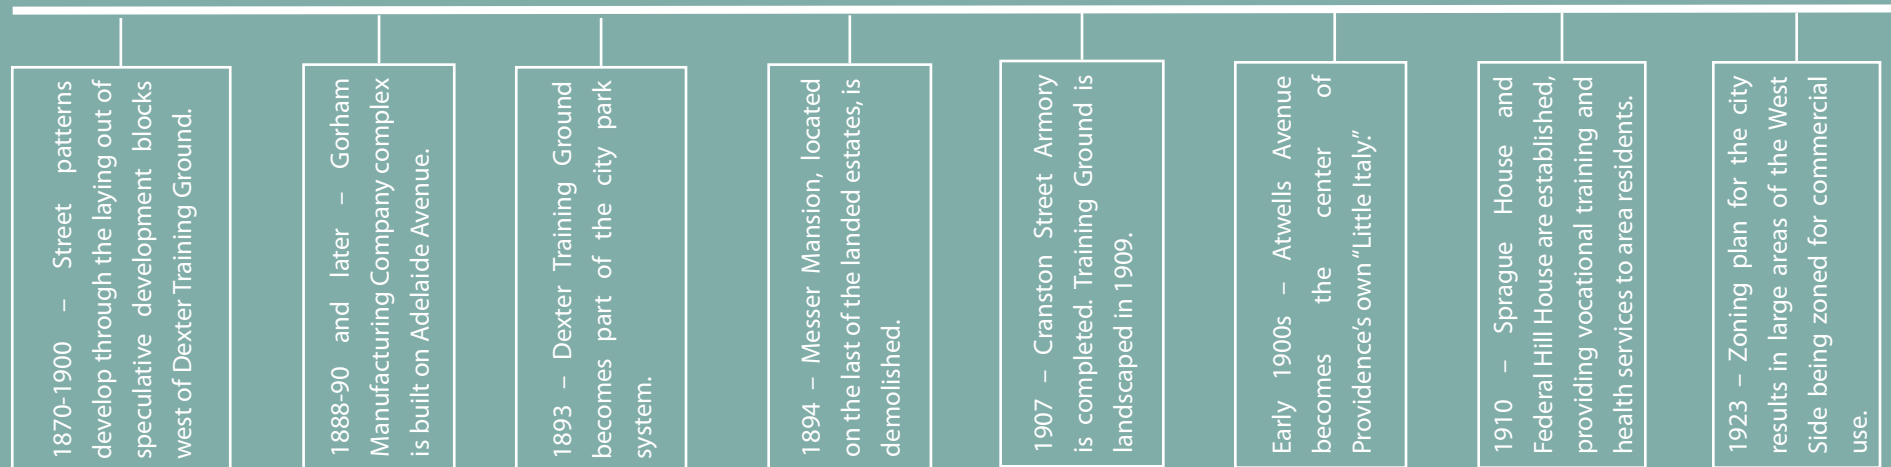 1870-1900 – Street patterns
develop through the laying out of
speculative development blocks
west of Dexter Training Ground.
1888-90 and later – Gorham
Manufacturing Company complex
is built on Adelaide Avenue.
1893 – Dexter Training Ground
becomes part of the city park
system.
1894 – Messer Mansion, located
on the last of the landed estates, is
demolished.
1907 – Cranston Street Armory
is completed. Training Ground is
landscaped in 1909.
Early 1900s – Atwells Avenue
becomes the center of
Providence's own "Little Italy."
1910 – Sprague House and
Federal Hill House are established,
providing vocational training and
health services to area residents.
1923 – Zoning plan for the city
results in large areas of the West
Side being zoned for commercial
use.